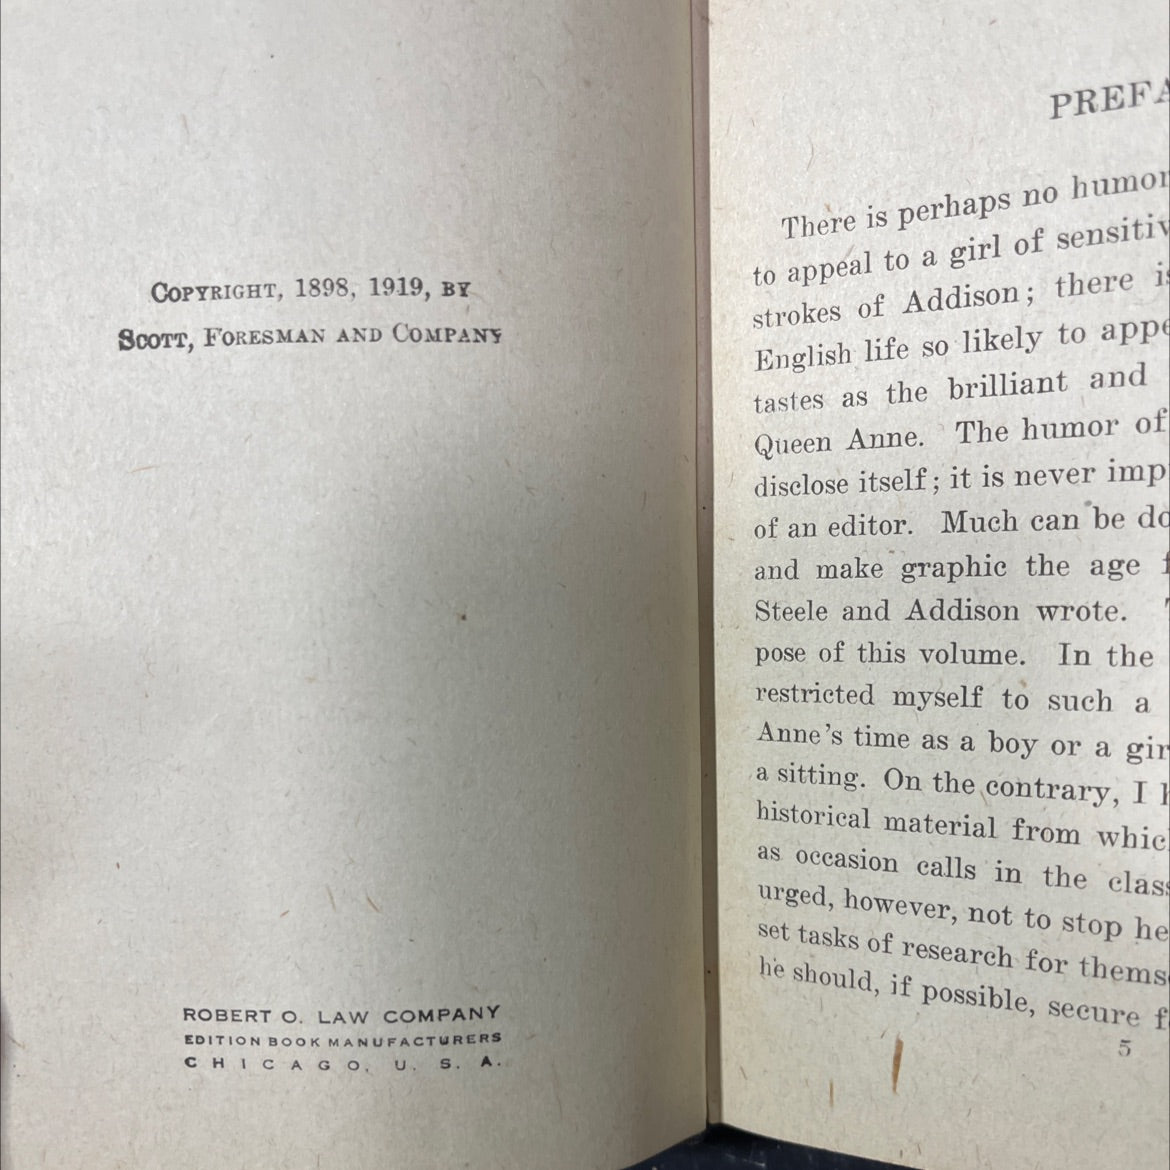 COPYRIGHT, 1898, 1919, BY
SCOTT, FORESMAN AND COMPANY
ROBERT O. LAW COMPANY
EDITION BOOK MANUFACTURERS
CHICAGO, U. S. A.
PREFA
There is perhaps no humor
to appeal to a girl of sensitiv
strokes of Addison; there is
English life so likely to appe
tastes as the brilliant and
Queen Anne. The humor of
disclose itself; it is never imp
of an editor. Much can be do
and make graphic the age f
Steele and Addison wrote.
pose of this volume. In the
restricted myself to such a
Anne's time as a boy or a gir
a sitting. On the contrary, I h
historical material from whic
as occasion calls in the class
urged, however, not to stop he
set tasks of research for thems
he should, if possible, secure f
5